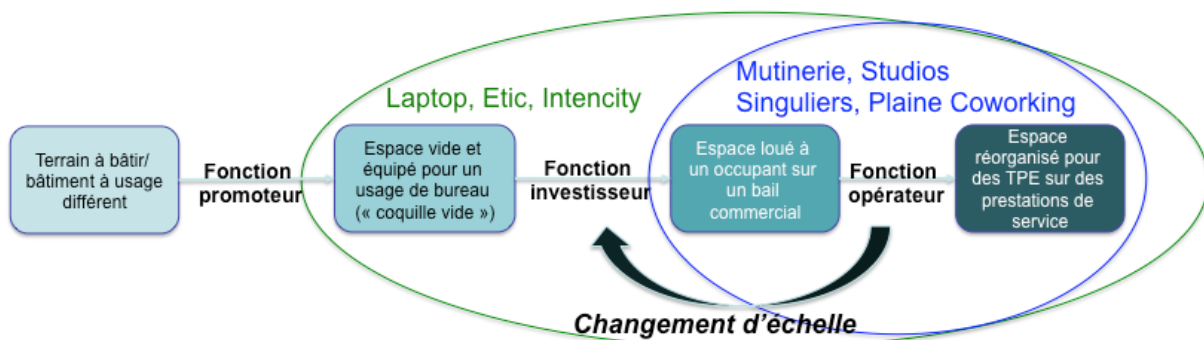 Laptop, Etic, Intencity
Mutinerie, Studios
Singuliers, Plaine Coworking
Terrain à bâtir/
bâtiment à usage
différent
Fonction
promoteur
Espace vide et
équipé pour un
usage de bureau
(« coquille vide »)
Fonction
investisseur
Espace loué à
un occupant sur
un bail
commercial
Fonction
opérateur
Espace
réorganisé pour
des TPE sur des
prestations de
service
Changement d’échelle